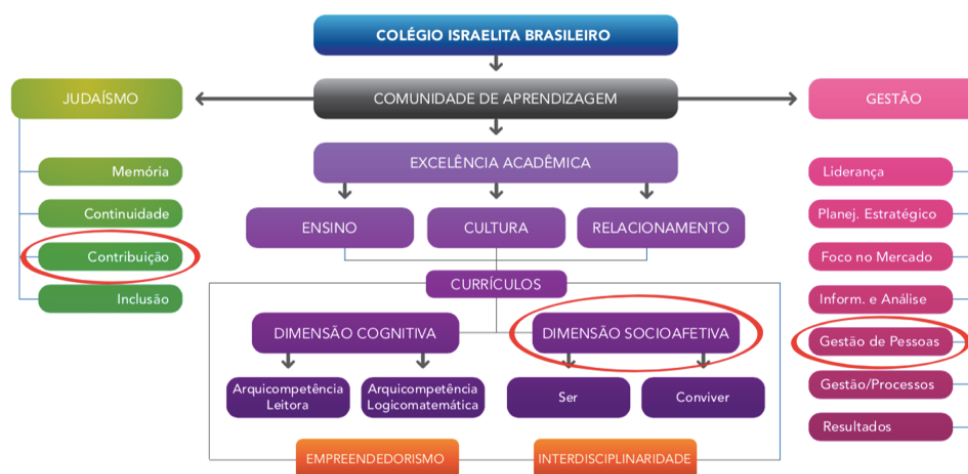 COLÉGIO ISRAELITA BRASILEIRO
JUDAÍSMO
COMUNIDADE DE APRENDIZAGEM
GESTÃO
EXCELÊNCIA ACADÊMICA
Memória
Continuidade
Contribuição
Inclusão
ENSINO
CULTURA
RELACIONAMENTO
CURRÍCULOS
DIMENSÃO COGNITIVA
DIMENSÃO SOCIOAFETIVA
Arquicompetência
Leitora
Arquicompetência
Logicomatemática
Ser
Conviver
EMPREENDEDORISMO
INTERDISCIPLINARIDADE
Liderança
Planej. Estratégico
Foco no Mercado
Inform. e Análise
Gestão de Pessoas
Gestão/Processos
Resultados